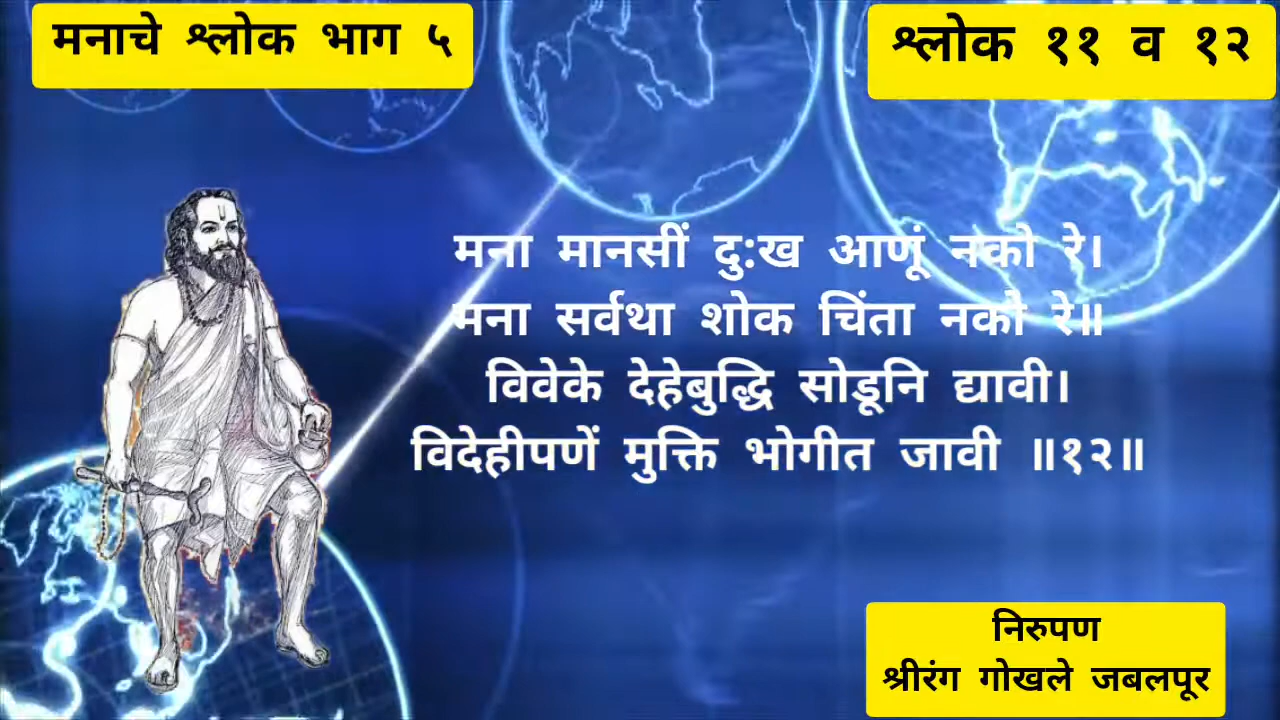 मनाचे श्लोक भाग ५
श्लोक ११ व १२
मना मानसीं दु:ख आणूं नको रे।
मना सर्वथा शोक चिंता नको रे॥
विवेके देहेबुद्धि सोडूनि द्यावी।
विदेहीपणें मुक्ति भोगीत जावी ॥१२॥
निरुपण
श्रीरंग गोखले जबलपूर